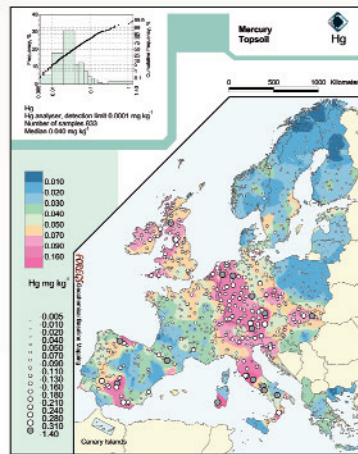 Mercury
Topsoil
Hg
Frequency, %
0 500 1000 Kilometers
Hg
Hg analyser, detection limit 0.0001 mg kg⁻¹
Number of samples 833
Median 0.040 mg kg⁻¹
0.010
0.020
0.030
0.040
0.050
0.070
0.090
0.160
Hg mg kg⁻¹
0.005
0.010
0.020
0.040
0.050
0.070
0.090
0.110
0.130
0.160
0.180
0.210
0.240
0.280
0.310
1.40
Canary Islands